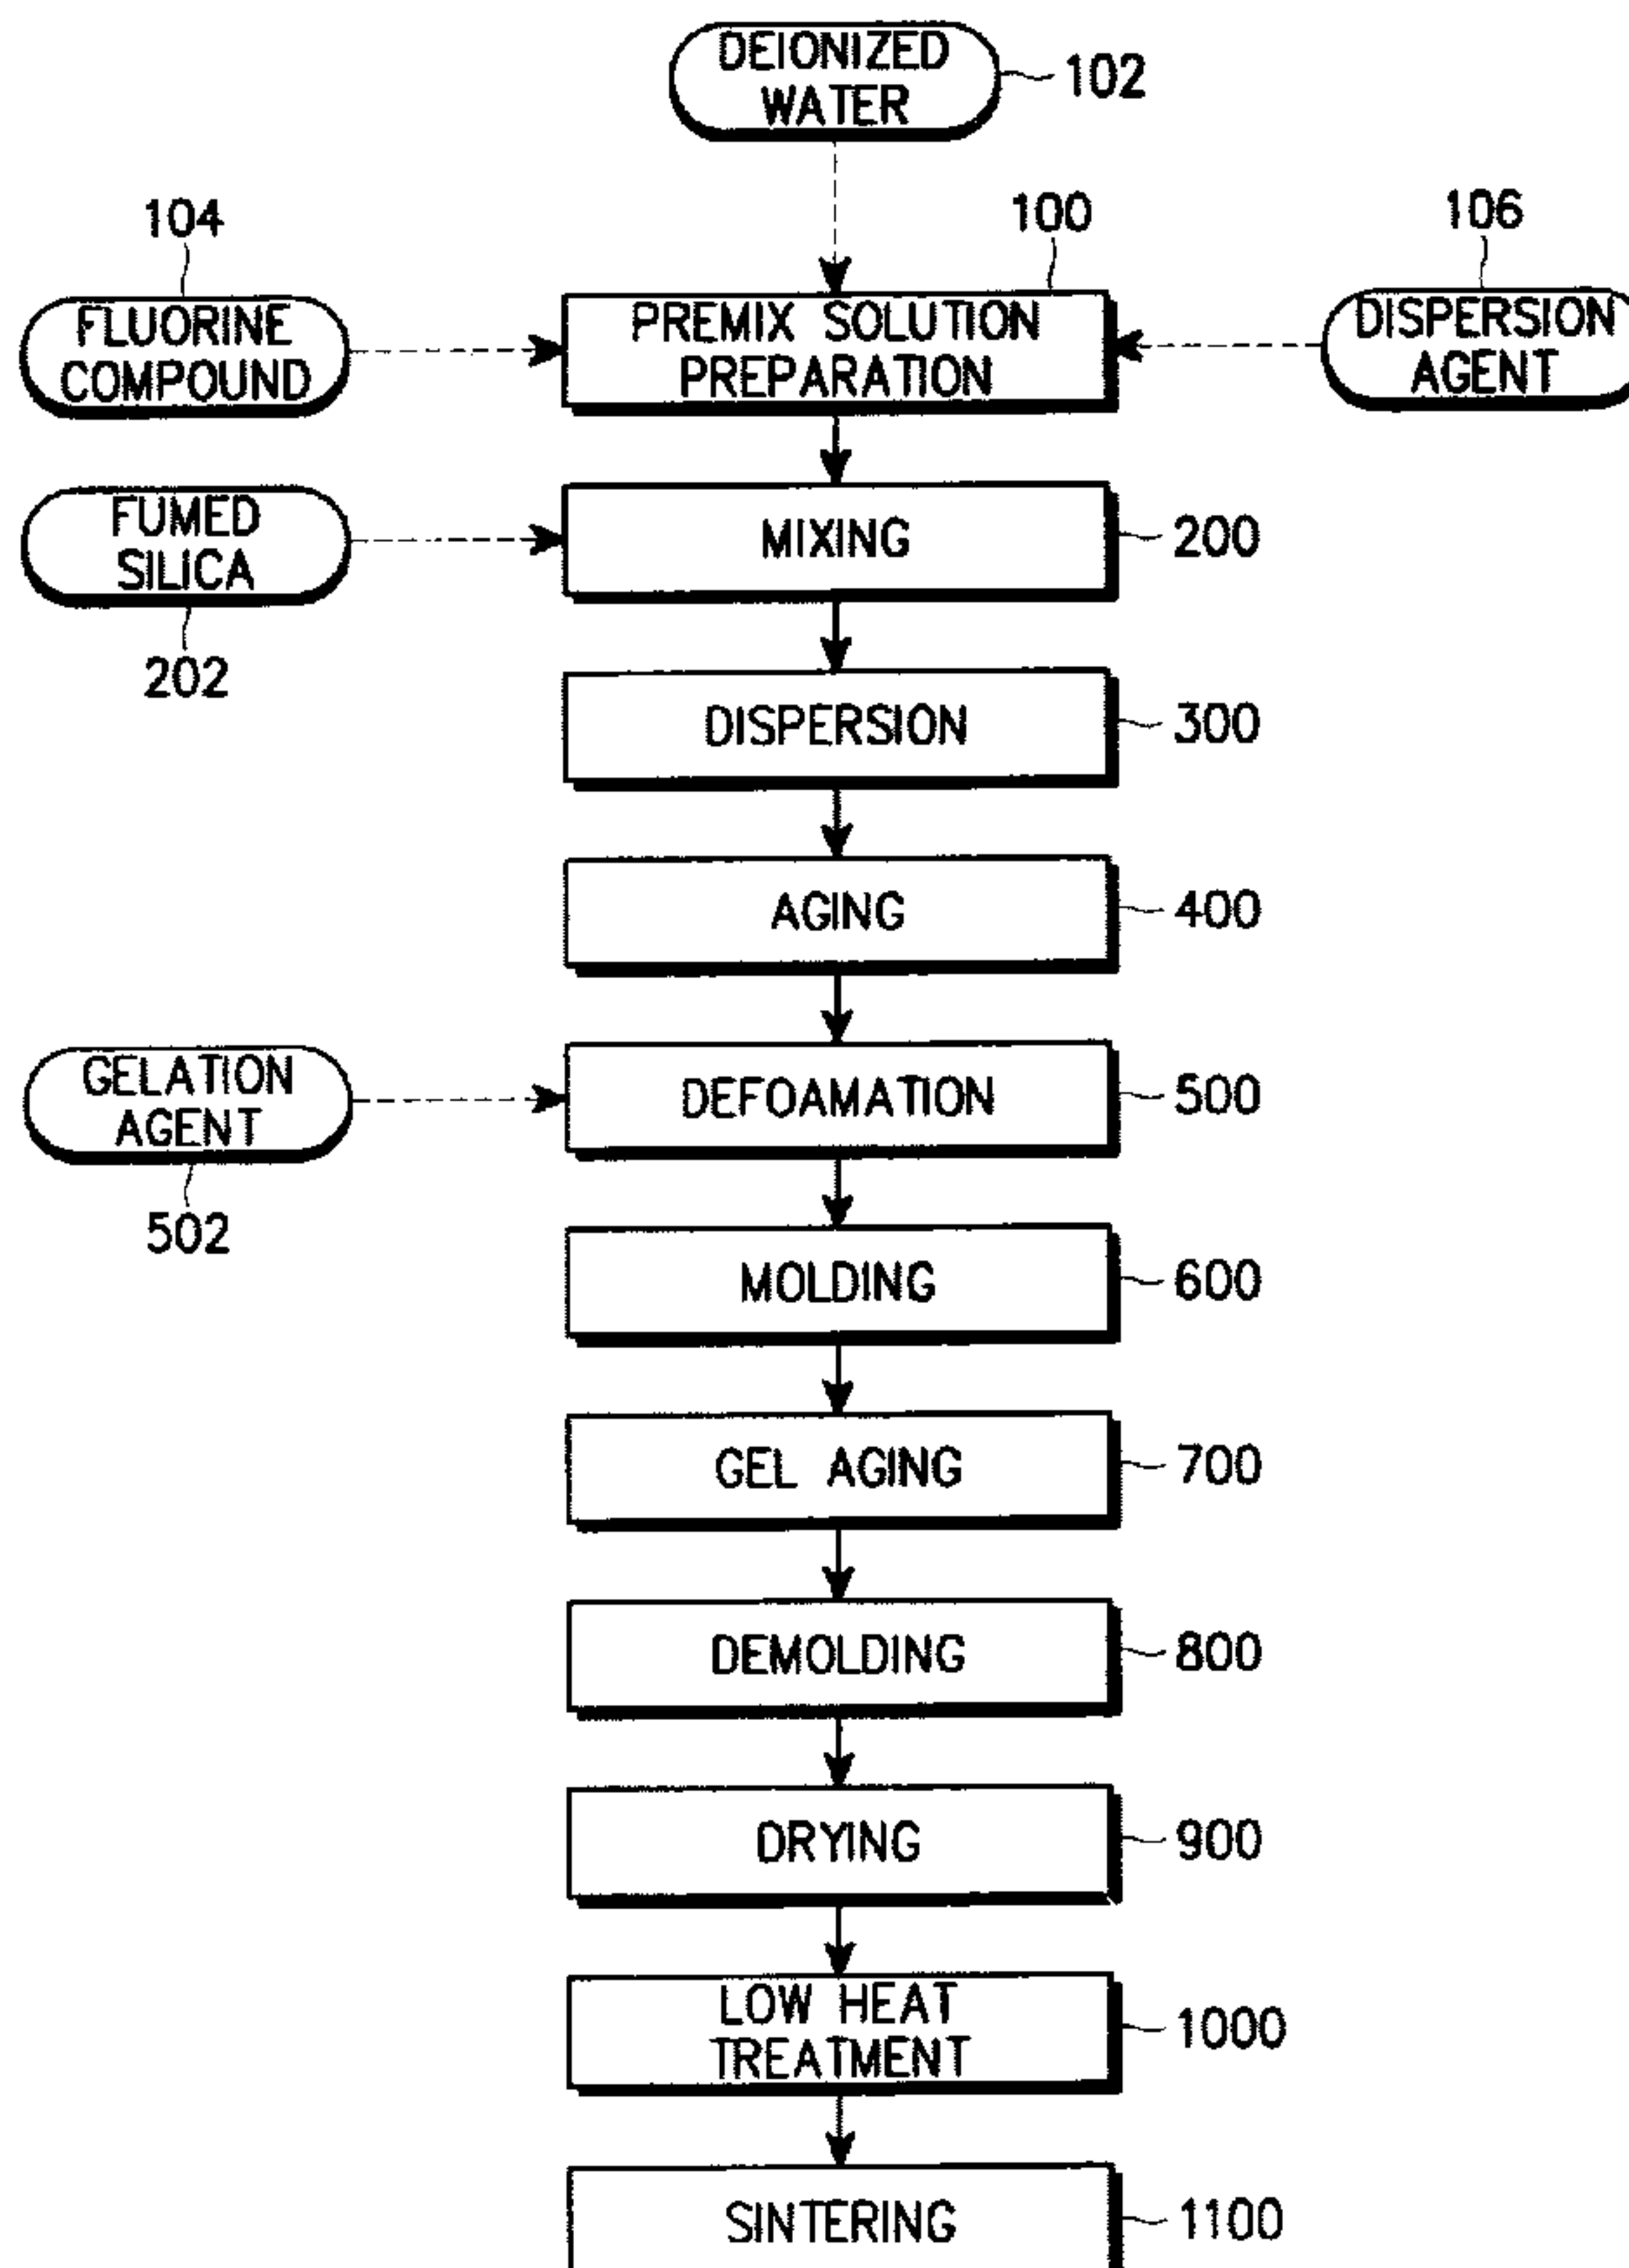 DEIONIZED
WATER
102
104
100
106
FLUORINE
COMPOUND
PREMIX SOLUTION
PREPARATION
DISPERSION
AGENT
FUMED
SILICA
MIXING
200
202
DISPERSION
300
AGING
400
GELATION
AGENT
DEFOAMATION
500
502
MOLDING
600
GEL AGING
700
DEMOLDING
800
DRYING
900
LOW HEAT
TREATMENT
1000
SINTERING
1100